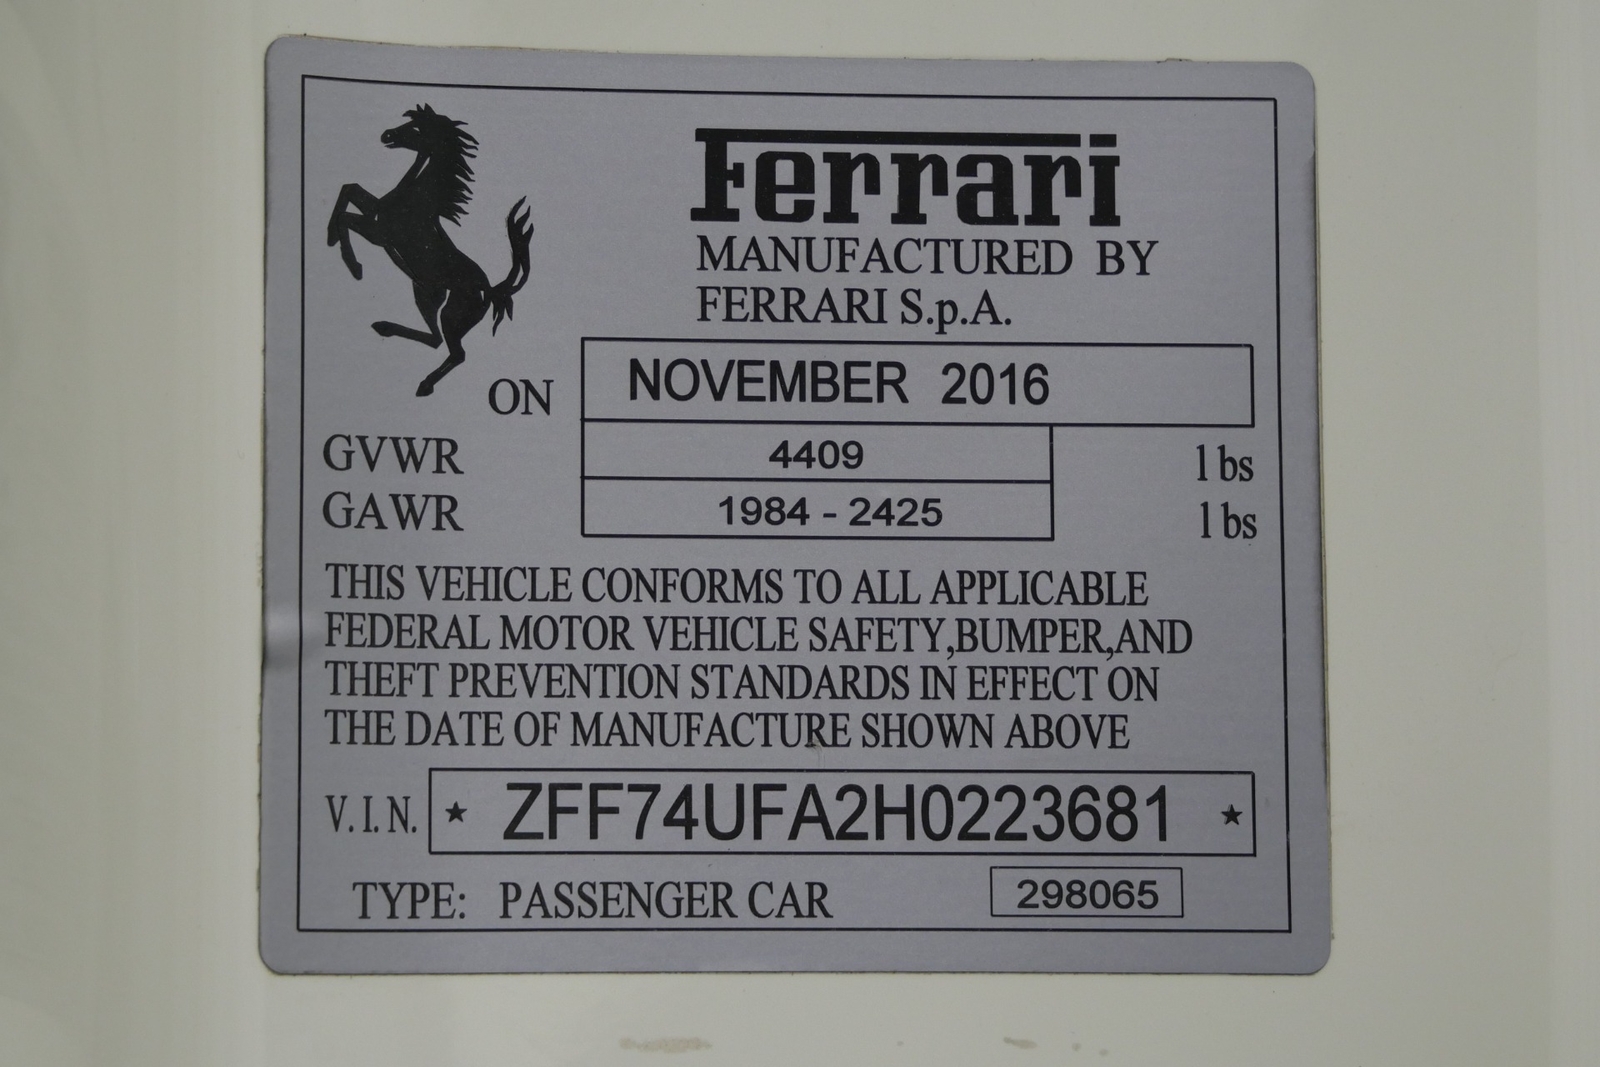 Ferrari
MANUFACTURED BY
FERRARI S.p.A.
ON NOVEMBER 2016
GVWR 4409 lbs
GAWR 1984 - 2425 lbs
THIS VEHICLE CONFORMS TO ALL APPLICABLE
FEDERAL MOTOR VEHICLE SAFETY,BUMPER,AND
THEFT PREVENTION STANDARDS IN EFFECT ON
THE DATE OF MANUFACTURE SHOWN ABOVE
V.I.N. ★ ZFF74UFA2H0223681 ★
TYPE: PASSENGER CAR 298065